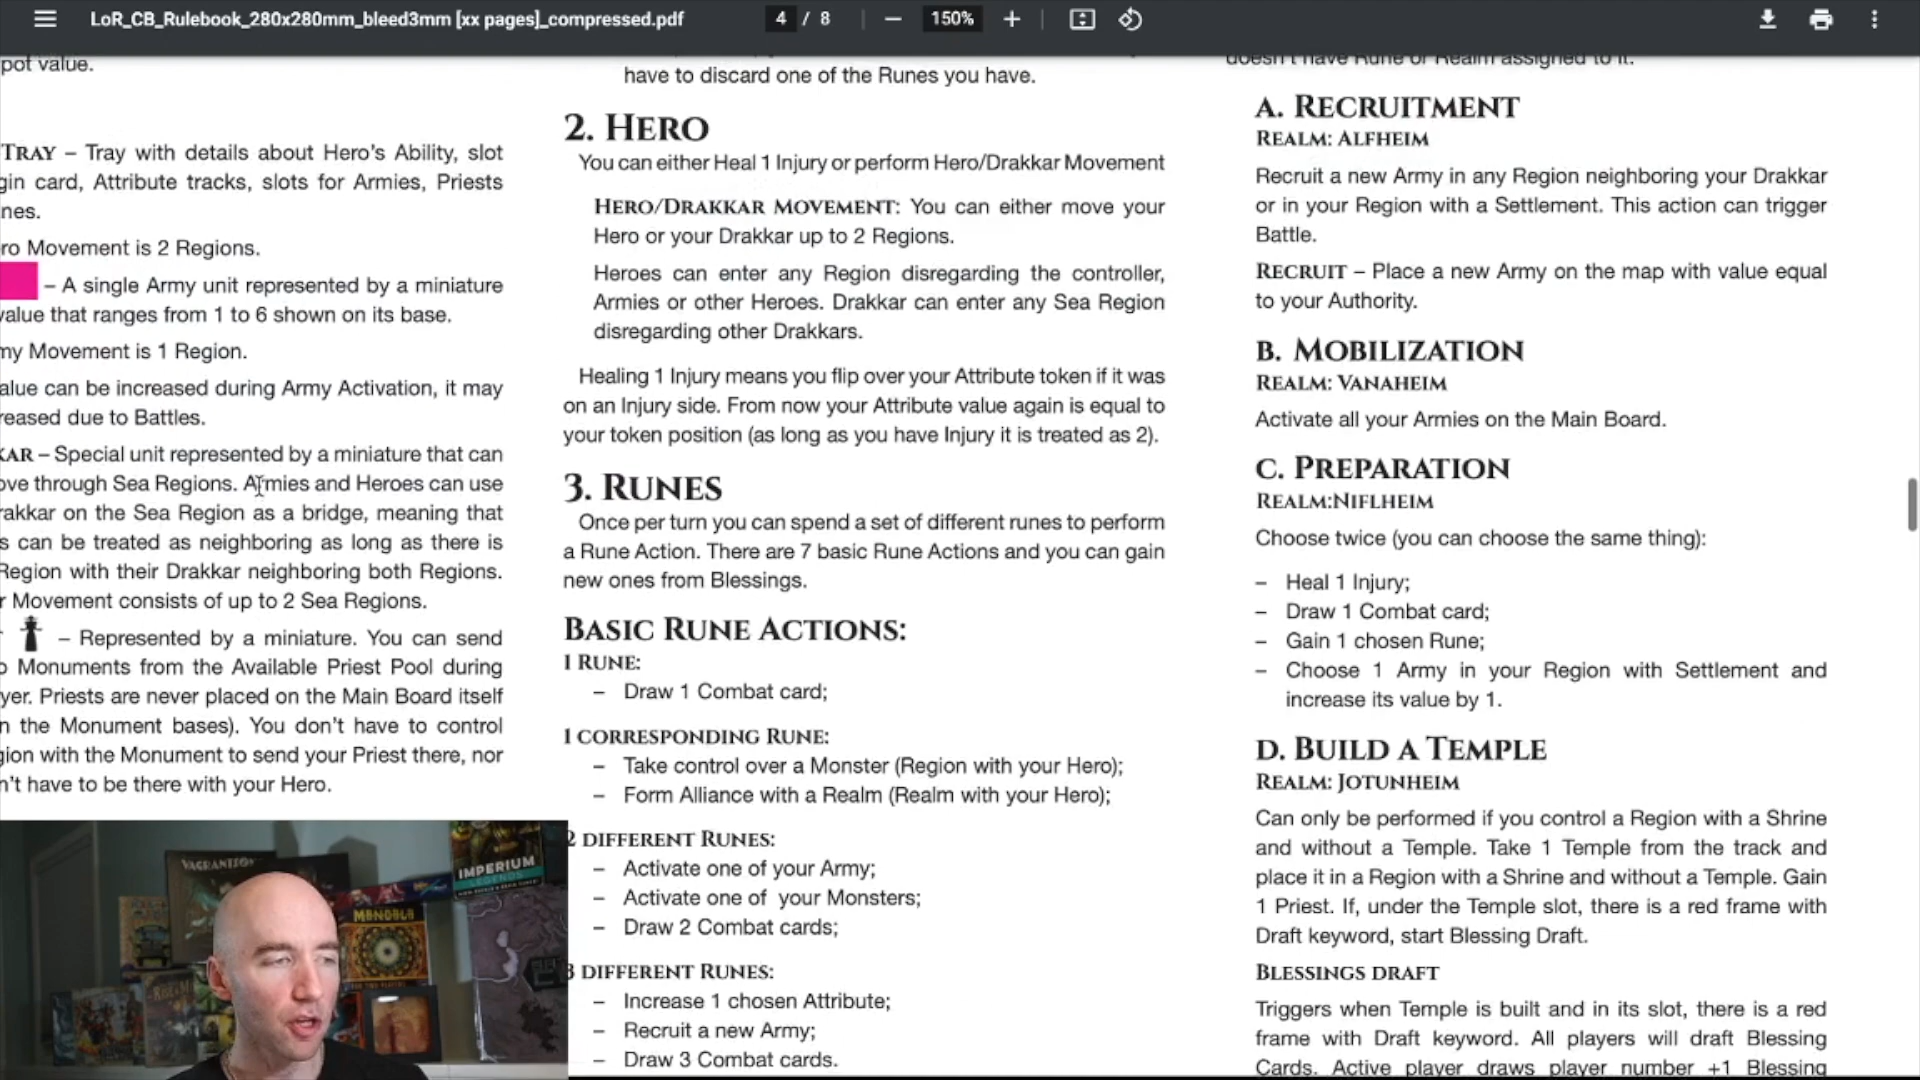 LoR_CB_Rulebook_280x280mm_bleed3mm [xx pages]_compressed.pdf
4 / 8
150%
pot value.
TRAY – Tray with details about Hero's Ability, slot
gin card, Attribute tracks, slots for Armies, Priests
nes.
ro Movement is 2 Regions.
– A single Army unit represented by a miniature
value that ranges from 1 to 6 shown on its base.
my Movement is 1 Region.
alue can be increased during Army Activation, it may
reased due to Battles.
KAR – Special unit represented by a miniature that can
ove through Sea Regions. Armies and Heroes can use
rakkar on the Sea Region as a bridge, meaning that
s can be treated as neighboring as long as there is
Region with their Drakkar neighboring both Regions.
r Movement consists of up to 2 Sea Regions.
– Represented by a miniature. You can send
o Monuments from the Available Priest Pool during
yer. Priests are never placed on the Main Board itself
n the Monument bases). You don't have to control
gion with the Monument to send your Priest there, nor
n't have to be there with your Hero.
have to discard one of the Runes you have.
2. HERO
You can either Heal 1 Injury or perform Hero/Drakkar Movement
HERO/DRAKKAR MOVEMENT: You can either move your
Hero or your Drakkar up to 2 Regions.
Heroes can enter any Region disregarding the controller,
Armies or other Heroes. Drakkar can enter any Sea Region
disregarding other Drakkars.
Healing 1 Injury means you flip over your Attribute token if it was
on an Injury side. From now your Attribute value again is equal to
your token position (as long as you have Injury it is treated as 2).
3. RUNES
Once per turn you can spend a set of different runes to perform
a Rune Action. There are 7 basic Rune Actions and you can gain
new ones from Blessings.
BASIC RUNE ACTIONS:
1 RUNE:
– Draw 1 Combat card;
1 CORRESPONDING RUNE:
– Take control over a Monster (Region with your Hero);
– Form Alliance with a Realm (Realm with your Hero);
2 DIFFERENT RUNES:
– Activate one of your Army;
– Activate one of your Monsters;
– Draw 2 Combat cards;
3 DIFFERENT RUNES:
– Increase 1 chosen Attribute;
– Recruit a new Army;
– Draw 3 Combat cards.
doesn't have Rune or Realm assigned to it.
A. RECRUITMENT
REALM: ALFHEIM
Recruit a new Army in any Region neighboring your Drakkar
or in your Region with a Settlement. This action can trigger
Battle.
RECRUIT – Place a new Army on the map with value equal
to your Authority.
B. MOBILIZATION
REALM: VANAHEIM
Activate all your Armies on the Main Board.
C. PREPARATION
REALM:NIFLHEIM
Choose twice (you can choose the same thing):
– Heal 1 Injury;
– Draw 1 Combat card;
– Gain 1 chosen Rune;
– Choose 1 Army in your Region with Settlement and
increase its value by 1.
D. BUILD A TEMPLE
REALM: JOTUNHEIM
Can only be performed if you control a Region with a Shrine
and without a Temple. Take 1 Temple from the track and
place it in a Region with a Shrine and without a Temple. Gain
1 Priest. If, under the Temple slot, there is a red frame with
Draft keyword, start Blessing Draft.
BLESSINGS DRAFT
Triggers when Temple is built and in its slot, there is a red
frame with Draft keyword. All players will draft Blessing
Cards. Active player draws player number +1 Blessing
IMPERIUM
LEGENDS
MANDALA